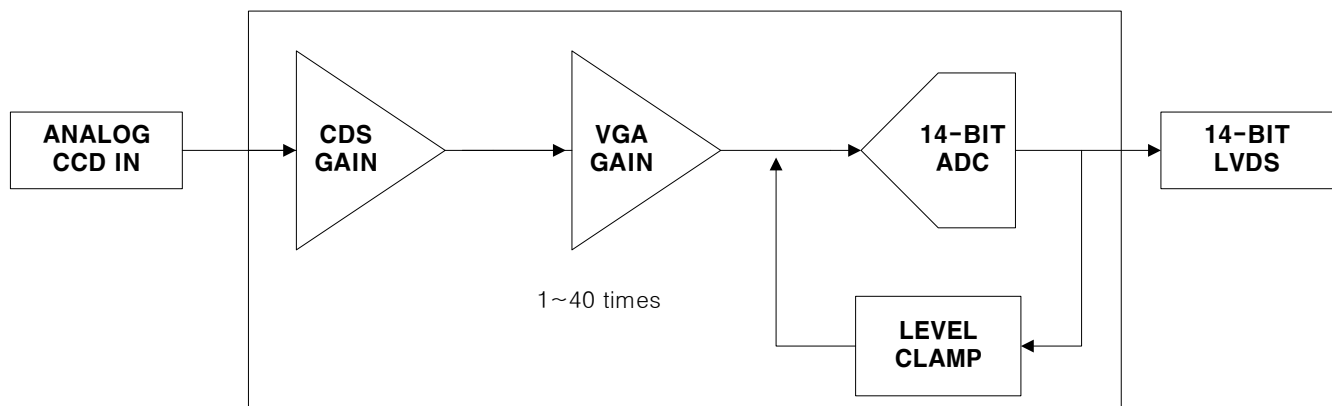 ANALOG
CCD IN
CDS
GAIN
VGA
GAIN
14-BIT
ADC
14-BIT
LVDS
1~40 times
LEVEL
CLAMP